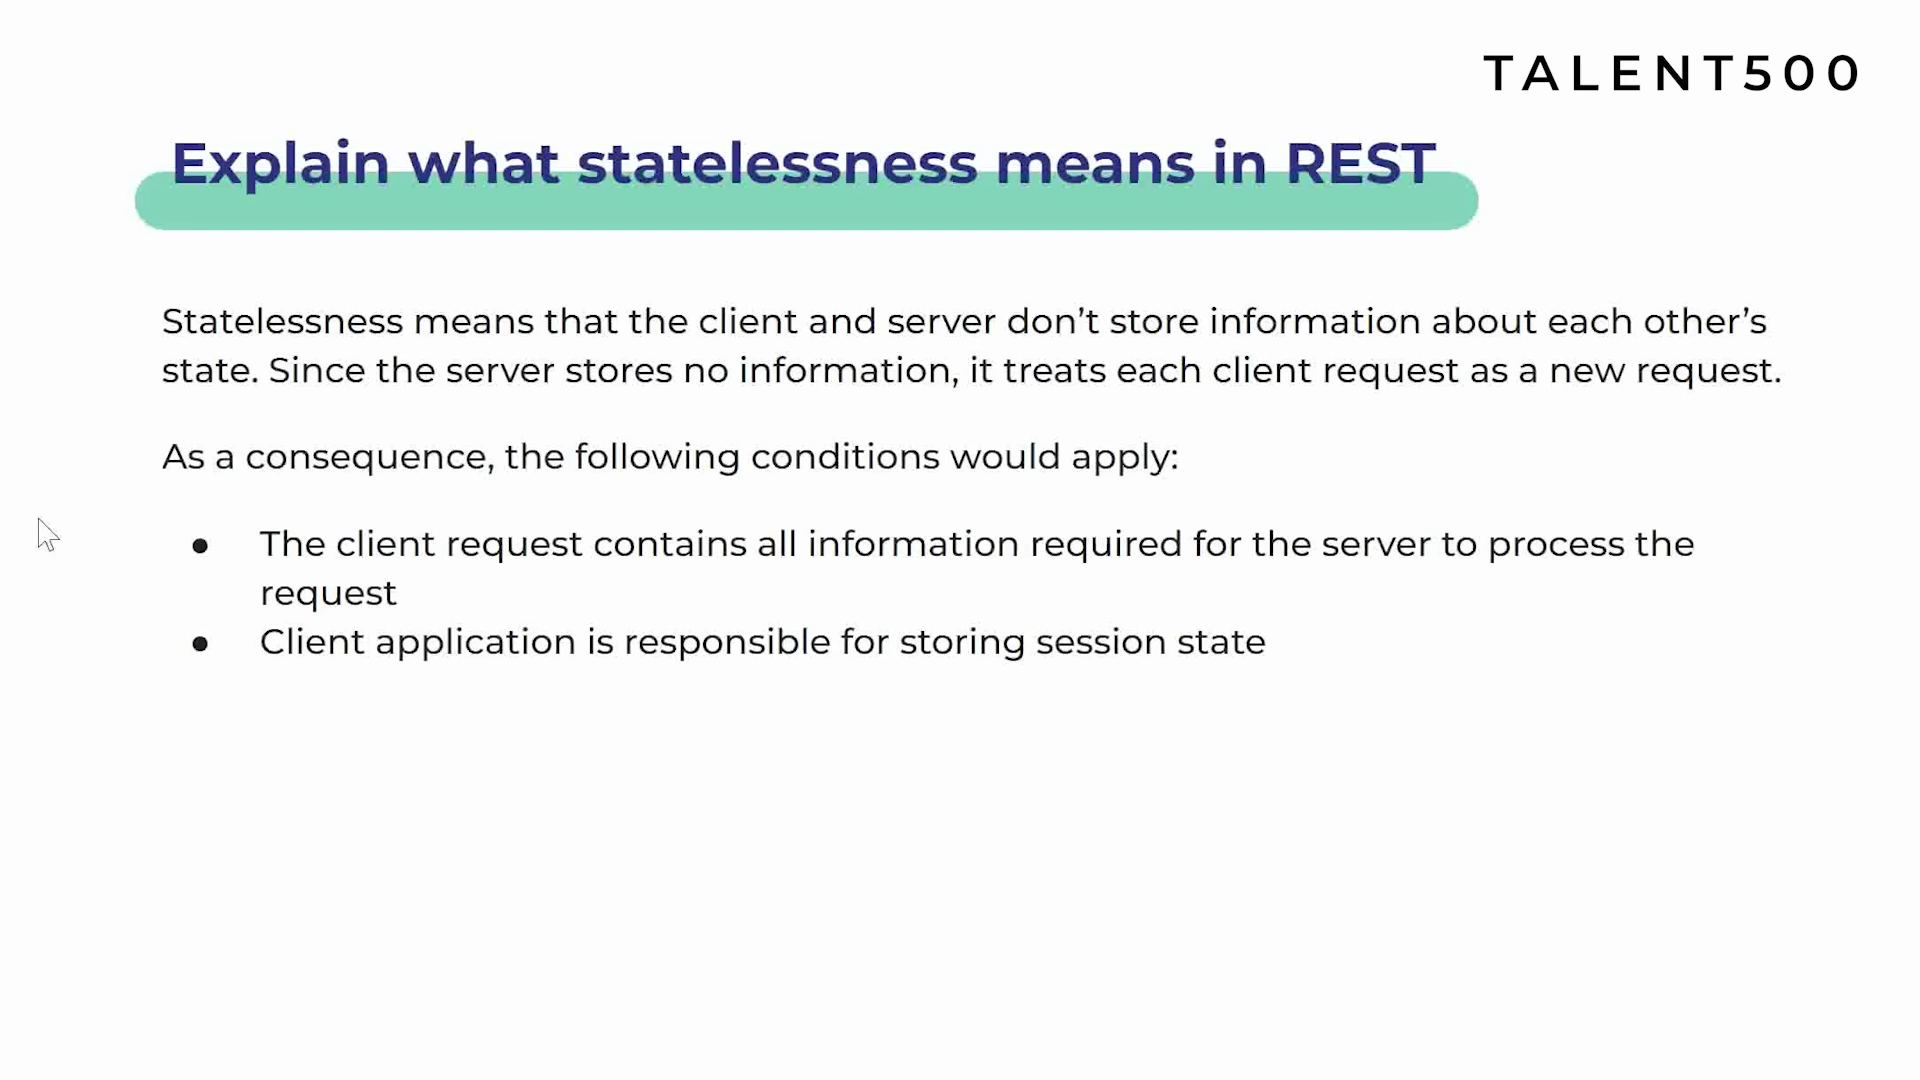 TALENT500
Explain what statelessness means in REST
Statelessness means that the client and server don’t store information about each other’s
state. Since the server stores no information, it treats each client request as a new request.
As a consequence, the following conditions would apply:
● The client request contains all information required for the server to process the
request
● Client application is responsible for storing session state